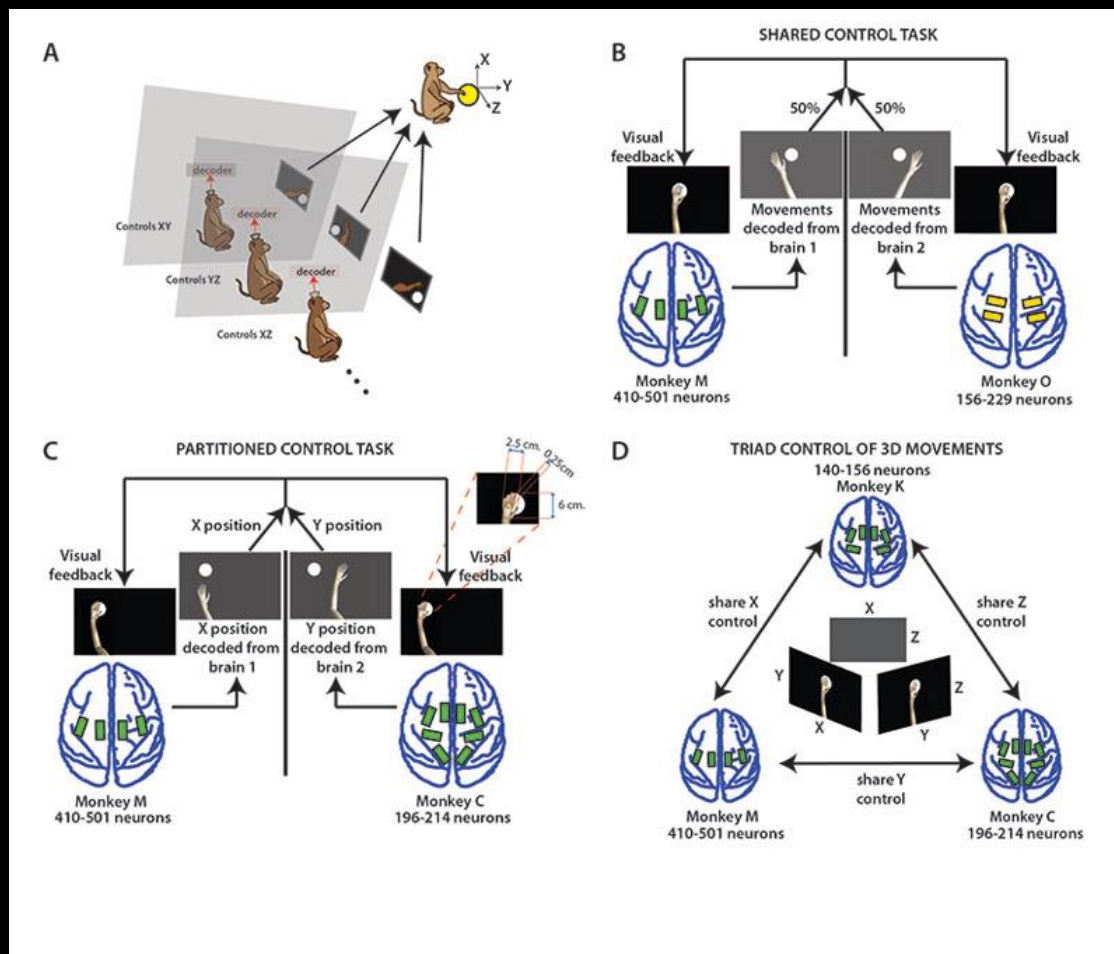 A
X
Y
Z
decoder
decoder
decoder
Controls XY
Controls YZ
Controls XZ
B
SHARED CONTROL TASK
50%
50%
Visual
feedback
Visual
feedback
Movements
decoded from
brain 1
Movements
decoded from
brain 2
Monkey M
410-501 neurons
Monkey O
156-229 neurons
C
PARTITIONED CONTROL TASK
2.5 cm.
0.25cm
6 cm.
X position
Y position
Visual
feedback
Visual
feedback
X position
decoded from
brain 1
Y position
decoded from
brain 2
Monkey M
410-501 neurons
Monkey C
196-214 neurons
D
TRIAD CONTROL OF 3D MOVEMENTS
140-156 neurons
Monkey K
share X
control
share Z
control
X
Z
Y
X
Z
Y
share Y
control
Monkey M
410-501 neurons
Monkey C
196-214 neurons